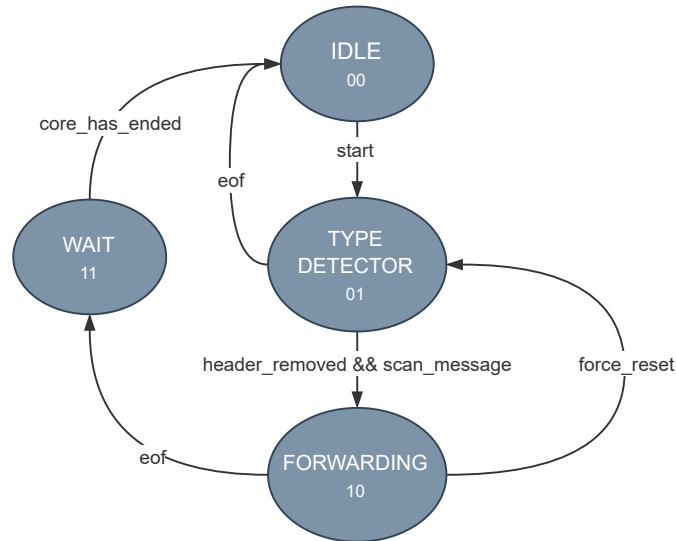 IDLE
00
core_has_ended
start
eof
TYPE
DETECTOR
01
WAIT
11
header_removed && scan_message
force_reset
eof
FORWARDING
10